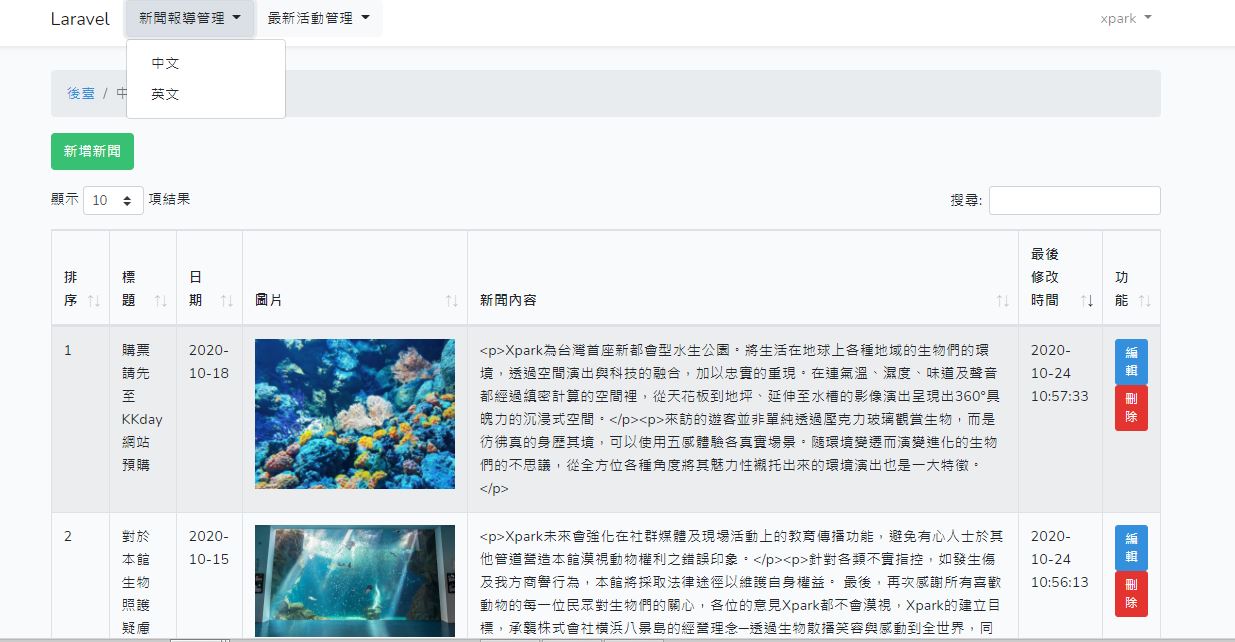 Laravel 新聞報導管理 最新活動管理 xpark
中文
後臺 / 中
英文
新增新聞
顯示 10 項結果 搜尋:
排序 標題 日期 圖片 新聞內容 最後修改時間 功能
1
購票
請先
至
KKday
網站
預購
2020-
10-18
<p>Xpark為台灣首座新都會型水生公園。將生活在地球上各種地域的生物們的環
境，透過空間演出與科技的融合，加以忠實的重現。在連氣溫、濕度、味道及聲音
都經過縝密計算的空間裡，從天花板到地坪、延伸至水槽的影像演出呈現出360°具
魄力的沉浸式空間。</p><p>來訪的遊客並非單純透過壓克力玻璃觀賞生物，而是
彷彿真的身歷其境，可以使用五感體驗各真實場景。隨環境變遷而演變進化的生物
們的不思議，從全方位各種角度將其魅力性襯托出來的環境演出也是一大特徵。
</p>
2020-
10-24
10:57:33
編輯
刪除
2
對於
本館
生物
照護
疑慮
2020-
10-15
<p>Xpark未來會強化在社群媒體及現場活動上的教育傳播功能，避免有心人士於其
他管道營造本館漠視動物權利之錯誤印象。</p><p>針對各類不實指控，如發生傷
及我方商譽行為，本館將採取法律途徑以維護自身權益。 最後，再次感謝所有喜歡
動物的每一位民眾對生物們的關心，各位的意見Xpark都不會漠視，Xpark的建立目
標，承襲株式會社橫浜八景島的經營理念─透過生物散播笑容與感動到全世界，同
2020-
10-24
10:56:13
編輯
刪除